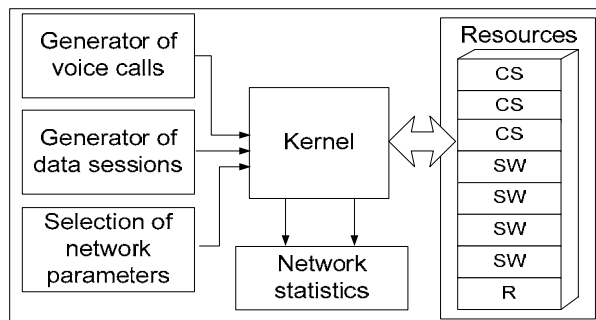 Generator of
voice calls
Generator of
data sessions
Selection of
network
parameters
Kernel
Network
statistics
Resources
CS
CS
CS
SW
SW
SW
SW
R